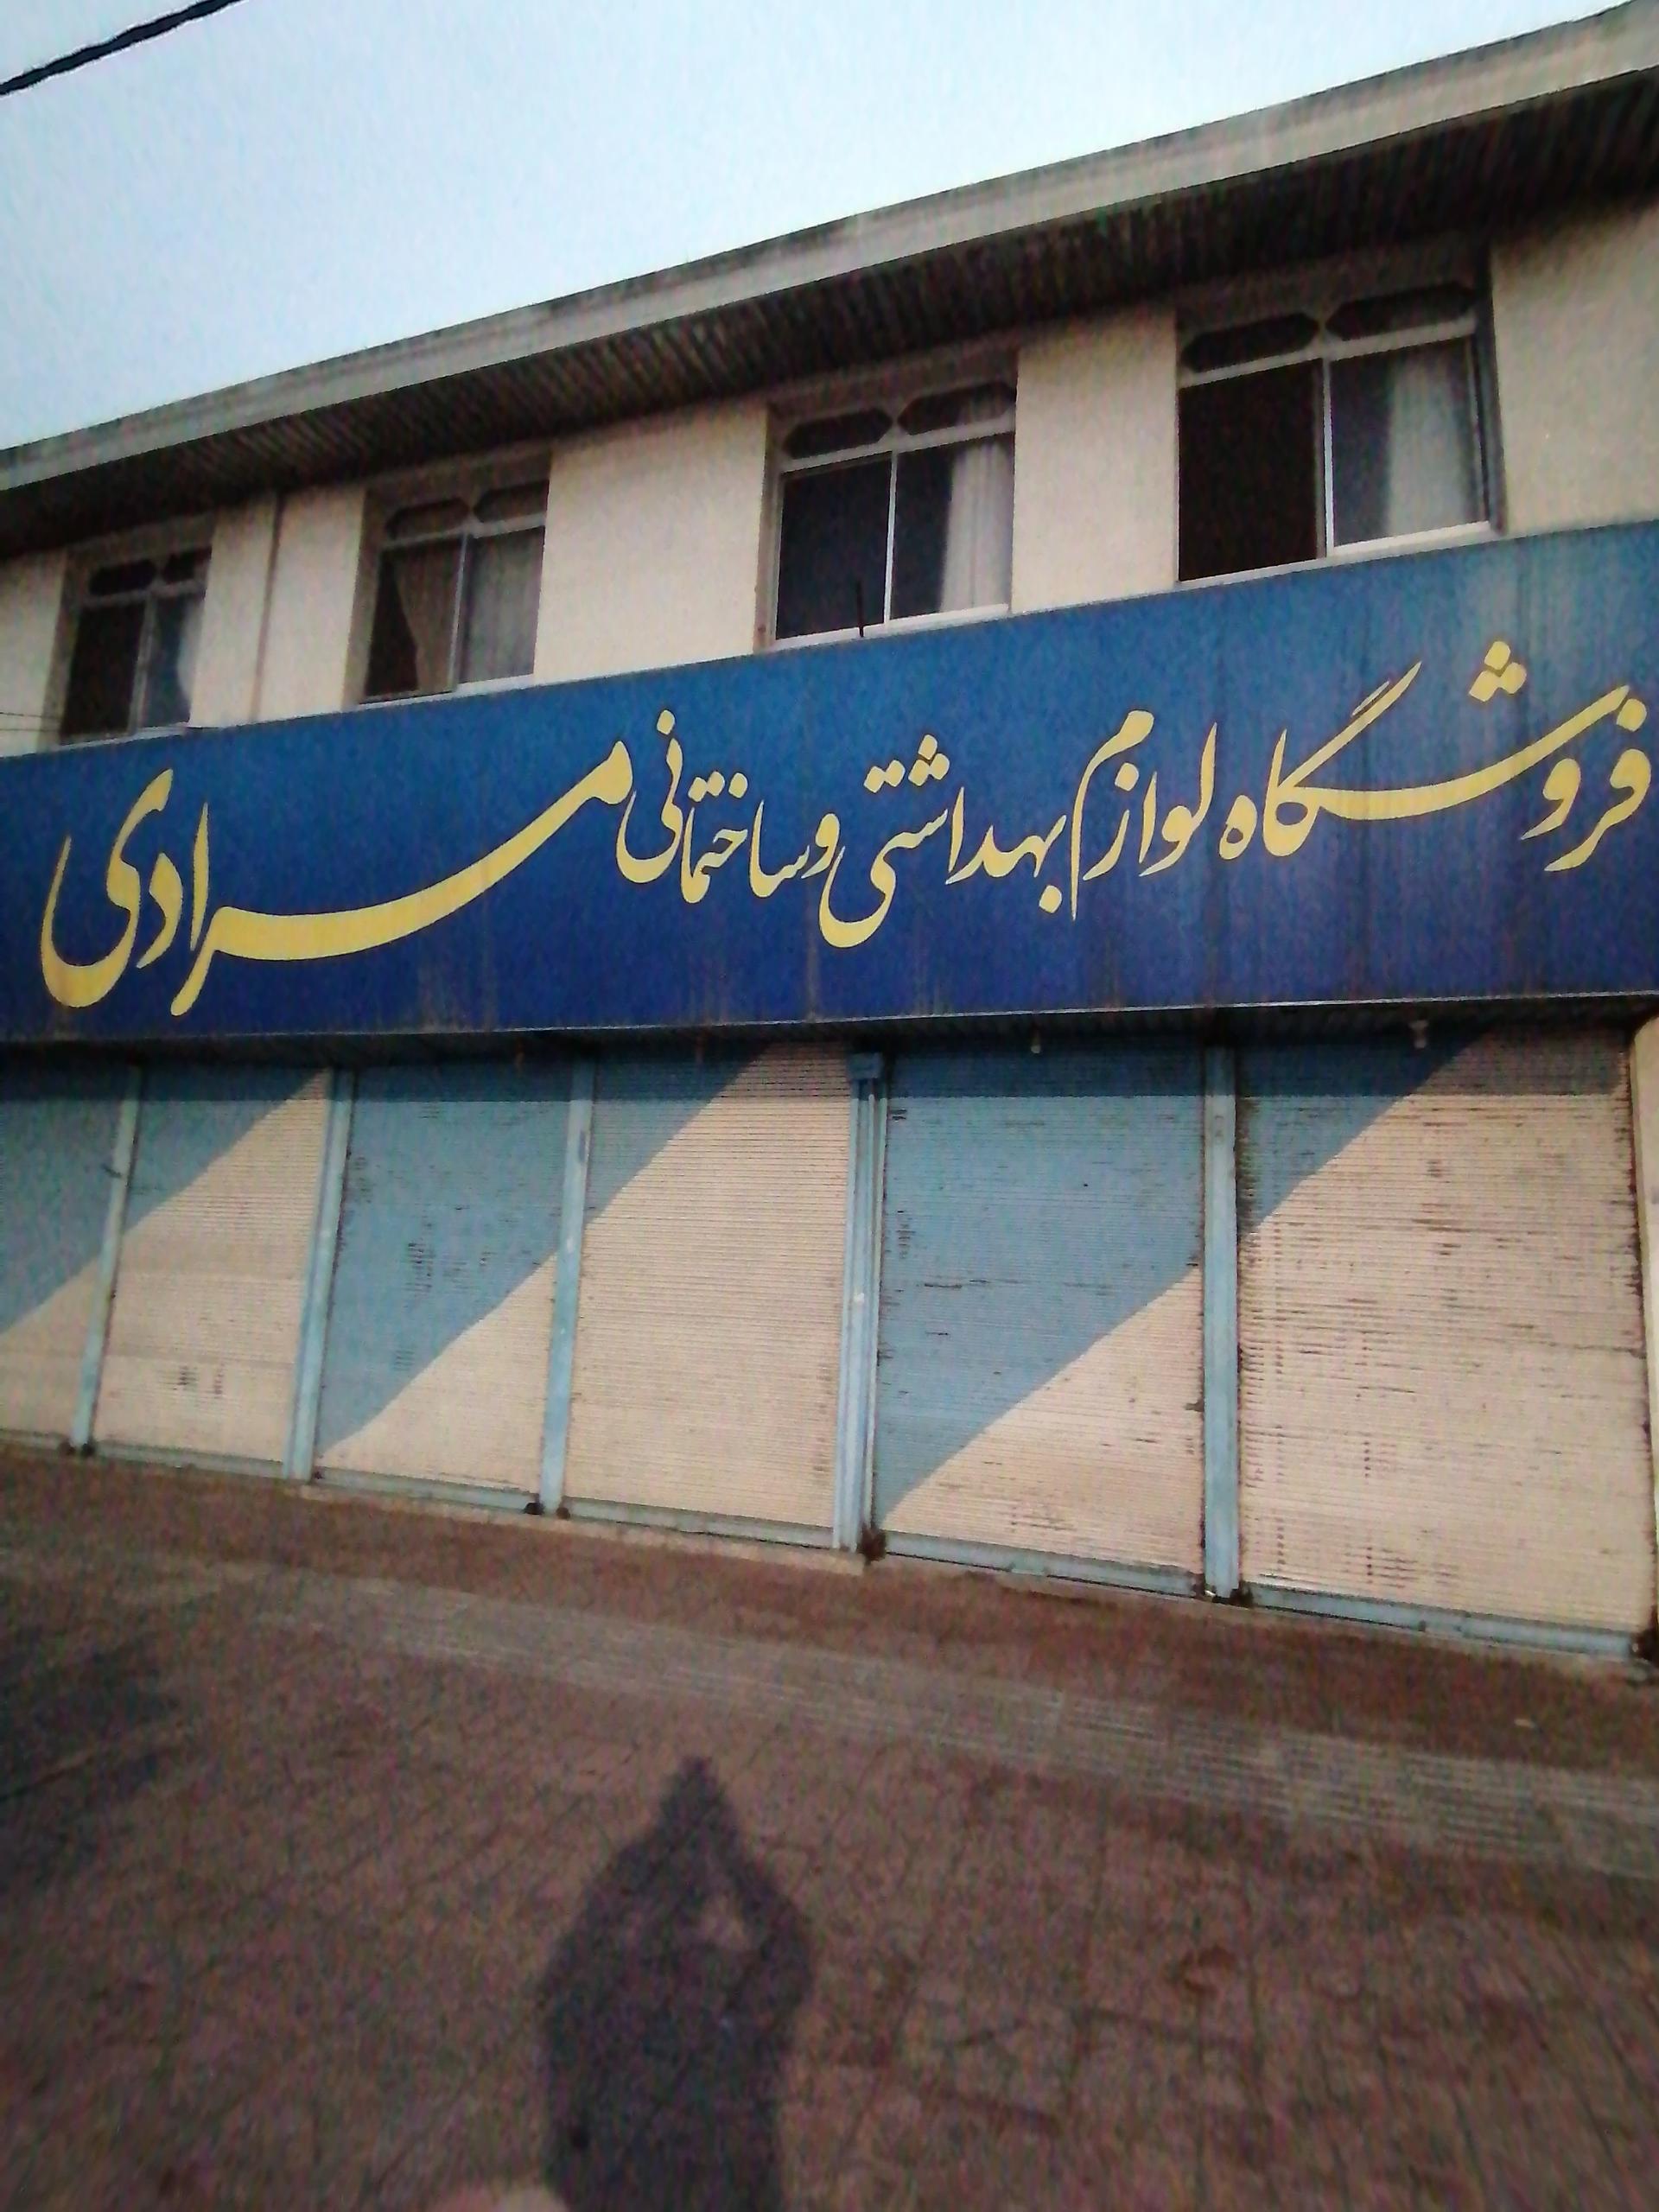 فروشگاه لوازم بهداشتی و ساختمانی مرادی